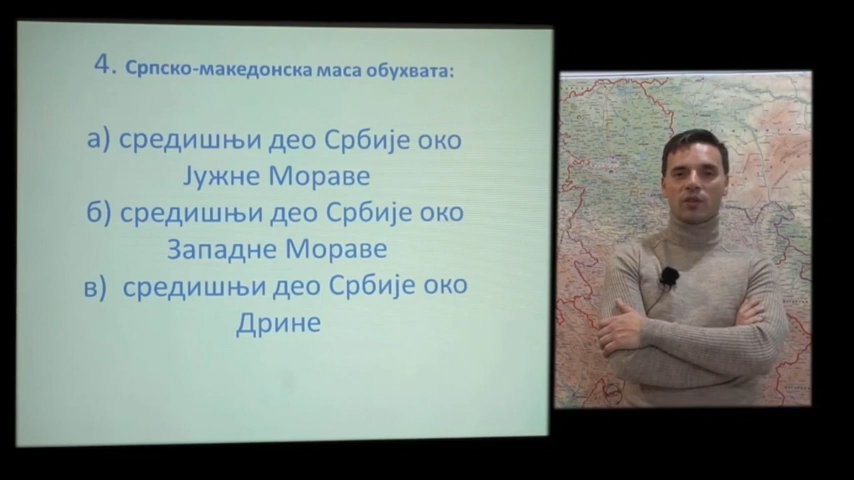 4. Српско-македонска маса обухвата:
а) средишњи део Србије око
Јужне Мораве
б) средишњи део Србије око
Западне Мораве
в) средишњи део Србије око
Дрине